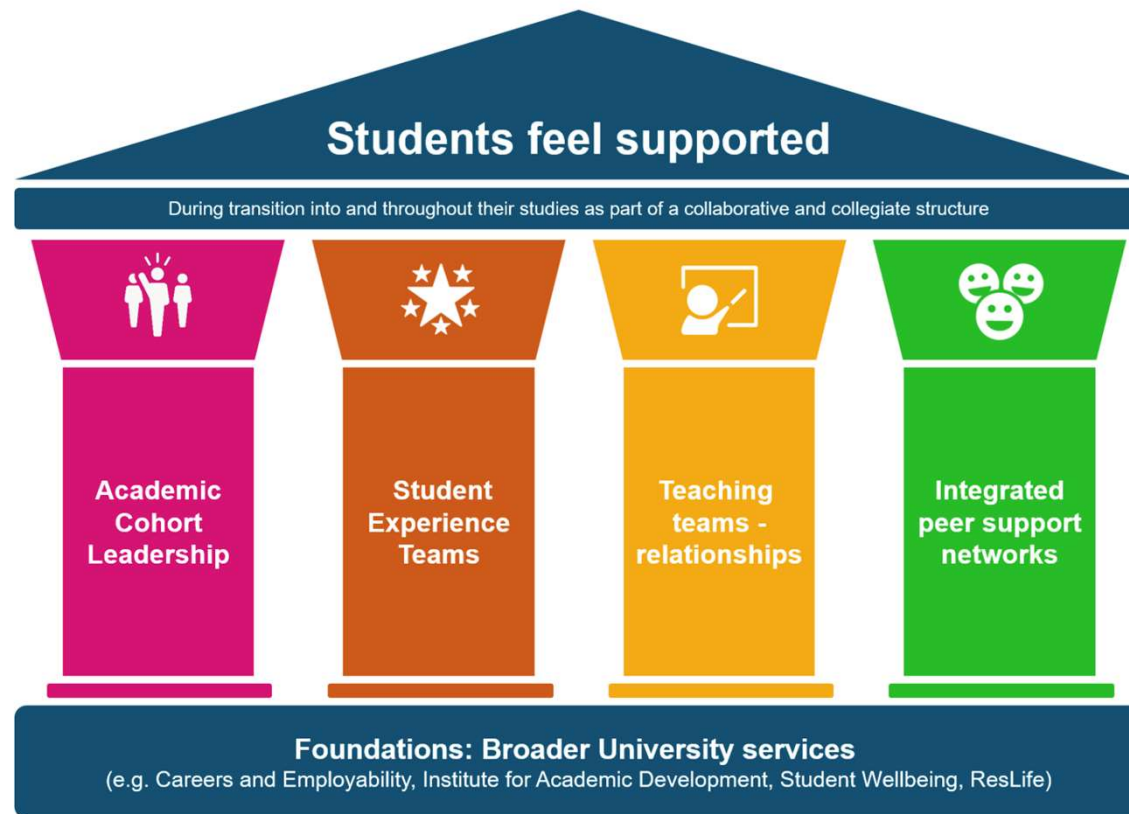 Students feel supported
During transition into and throughout their studies as part of a collaborative and collegiate structure
Academic
Cohort
Leadership
Student
Experience
Teams
Teaching
teams -
relationships
Integrated
peer support
networks
Foundations: Broader University services
(e.g. Careers and Employability, Institute for Academic Development, Student Wellbeing, ResLife)